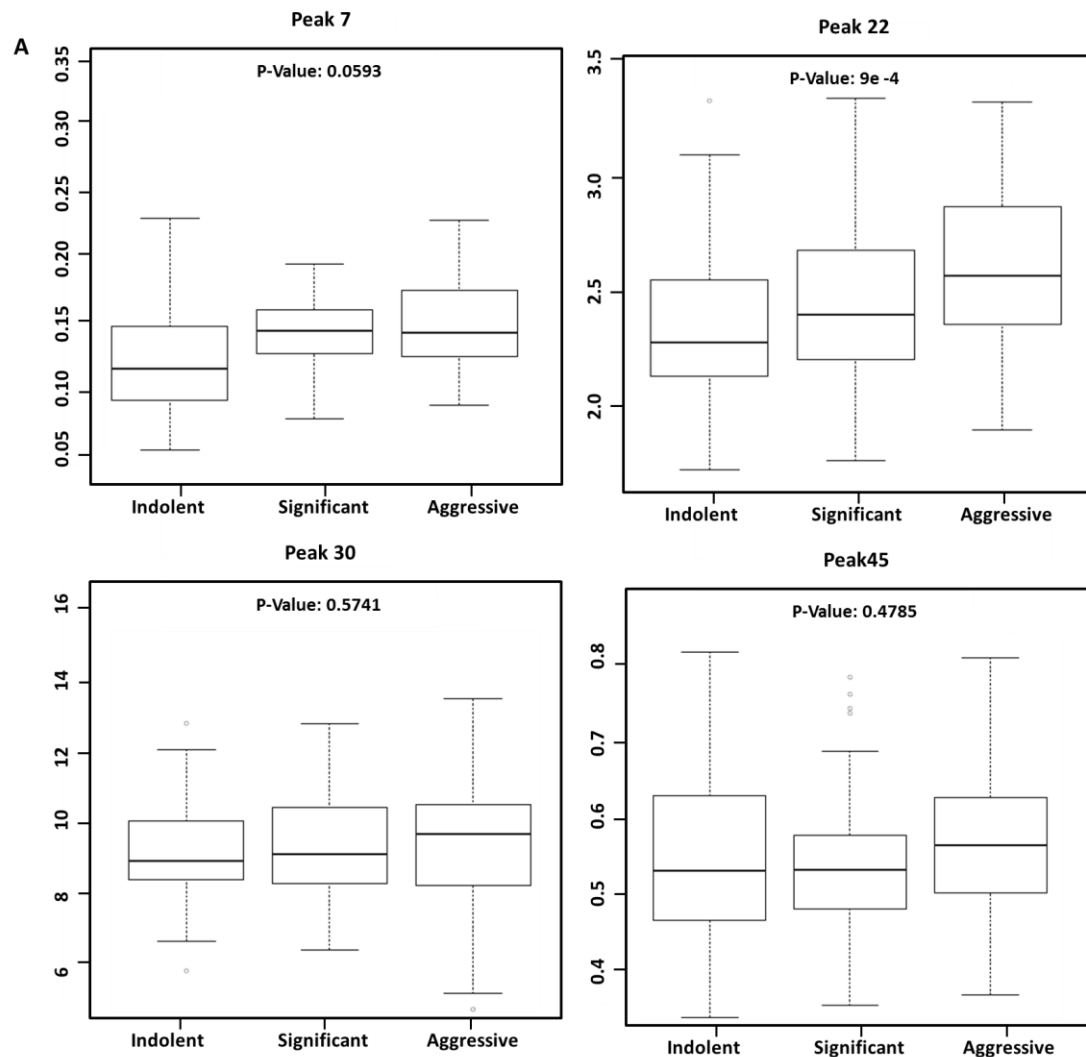 A
Peak 7
P-Value: 0.0593
0.35
0.30
0.25
0.20
0.15
0.10
0.05
Indolent Significant Aggressive
Peak 22
P-Value: 9e -4
3.5
3.0
2.5
2.0
Indolent Significant Aggressive
Peak 30
P-Value: 0.5741
16
14
12
10
8
6
Indolent Significant Aggressive
Peak45
P-Value: 0.4785
0.8
0.7
0.6
0.5
0.4
Indolent Significant Aggressive